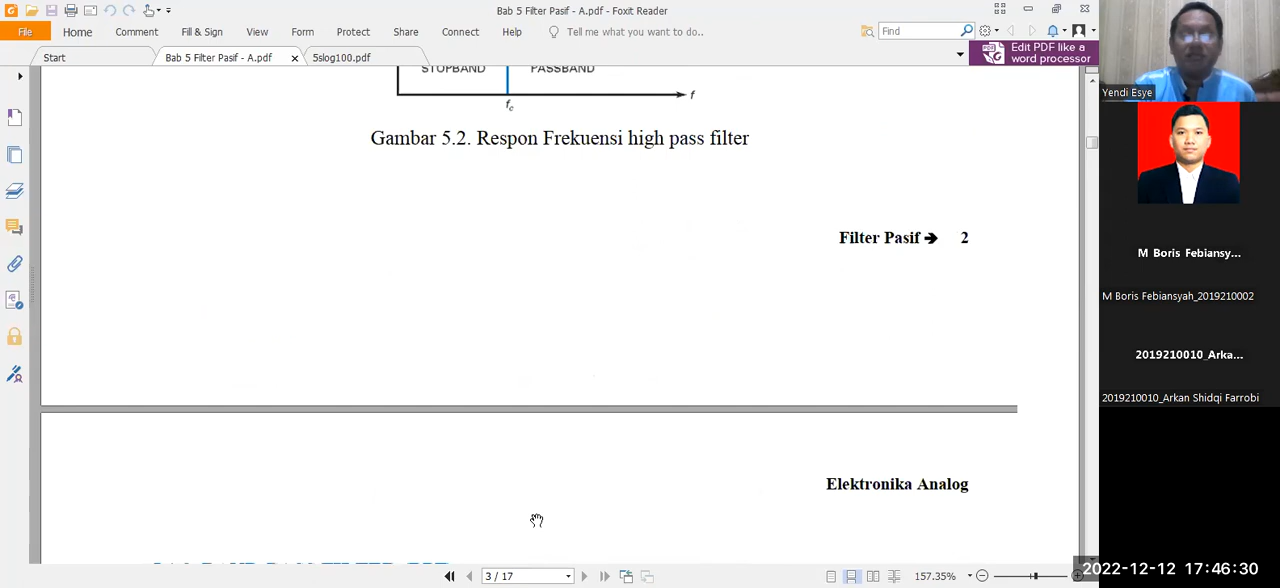 Bab 5 Filter Pasif - A.pdf - Foxit Reader
File Home Comment Fill & Sign View Form Protect Share Connect Help Tell me what you want to do.. Find
Start Bab 5 Filter Pasif - A.pdf 5slog100.pdf
Edit PDF like a
word processor
STOPBAND PASSBAND
f
fc
Gambar 5.2. Respon Frekuensi high pass filter
Filter Pasif ➔ 2
Elektronika Analog
3 / 17
157.35%
Yendi Esye
M Boris Febiansy...
M Boris Febiansyah_2019210002
2019210010_Arka...
2019210010_Arkan Shidqi Farrobi
2022-12-12 17:46:30